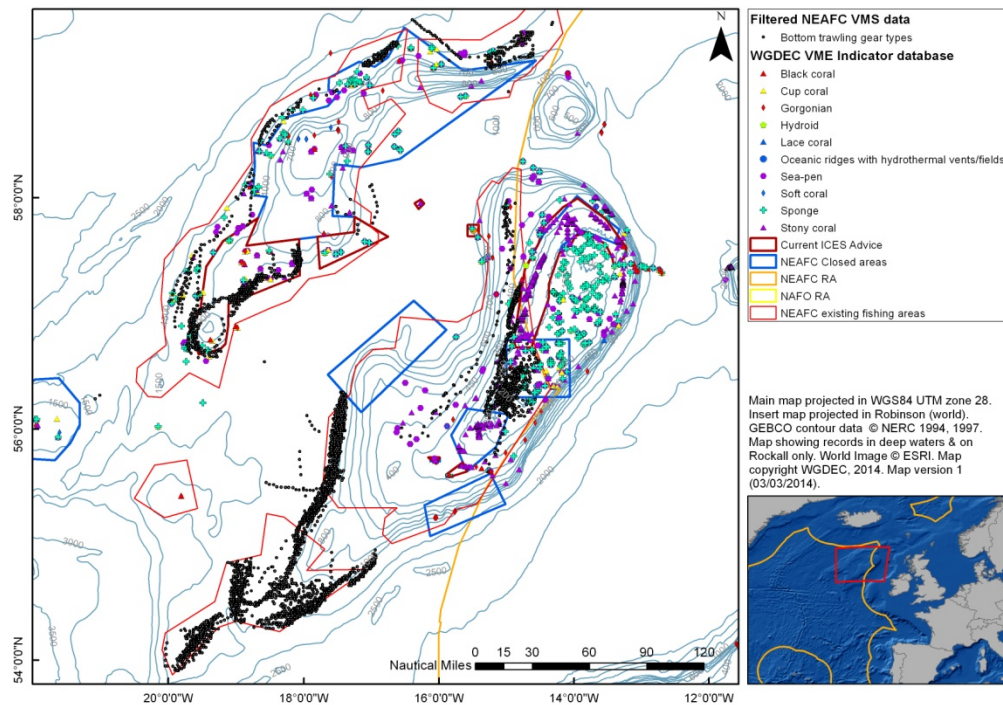 N
Filtered NEAFC VMS data
Bottom trawling gear types
WGDEC VME Indicator database
Black coral
Cup coral
Gorgonian
Hydroid
Lace coral
Oceanic ridges with hydrothermal vents/fields
Sea-pen
Soft coral
Sponge
Stony coral
Current ICES Advice
NEAFC Closed areas
NEAFC RA
NAFO RA
NEAFC existing fishing areas
58°0'0"N
56°0'0"N
54°0'0"N
Main map projected in WGS84 UTM zone 28.
Insert map projected in Robinson (world).
GEBCO contour data © NERC 1994, 1997.
Map showing records in deep waters & on
Rockall only. World Image © ESRI. Map
copyright WGDEC, 2014. Map version 1
(03/03/2014).
Nautical Miles 0 15 30 60 90 120
20°0'0"W 18°0'0"W 16°0'0"W 14°0'0"W 12°0'0"W